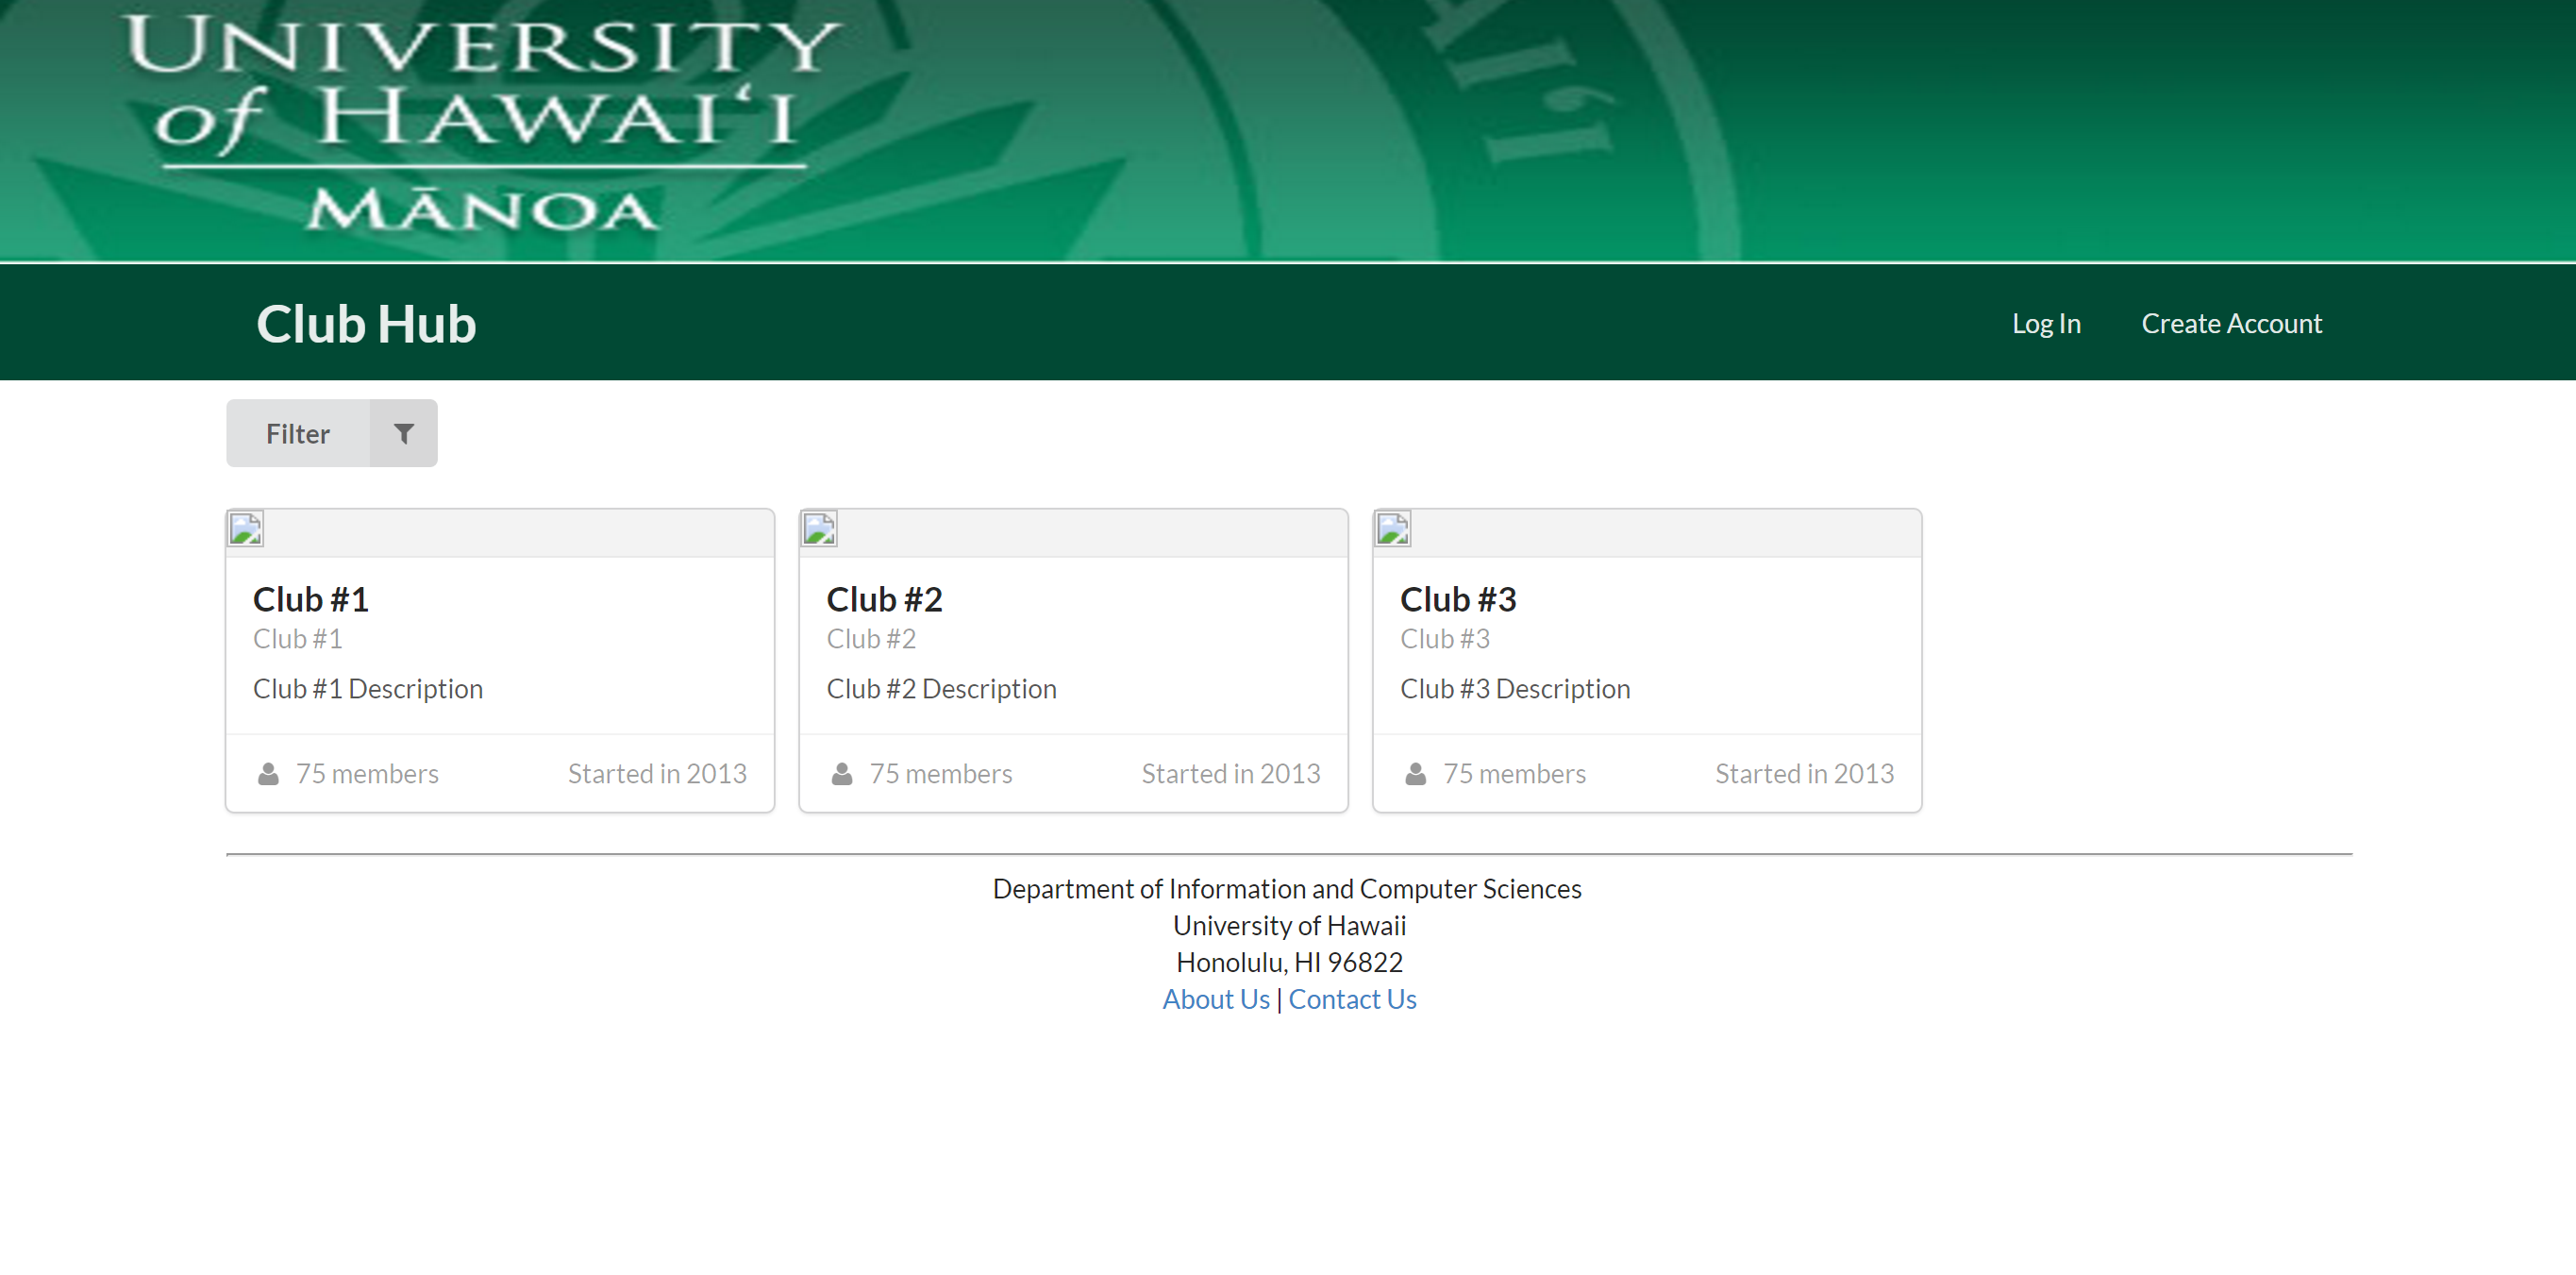 UNIVERSITY
of HAWAIʻI
MĀNOA
AIʻI
Club Hub
Log In
Create Account
Filter
Club #1
Club #1
Club #1 Description
75 members
Started in 2013
Club #2
Club #2
Club #2 Description
75 members
Started in 2013
Club #3
Club #3
Club #3 Description
75 members
Started in 2013
Department of Information and Computer Sciences
University of Hawaii
Honolulu, HI 96822
About Us | Contact Us